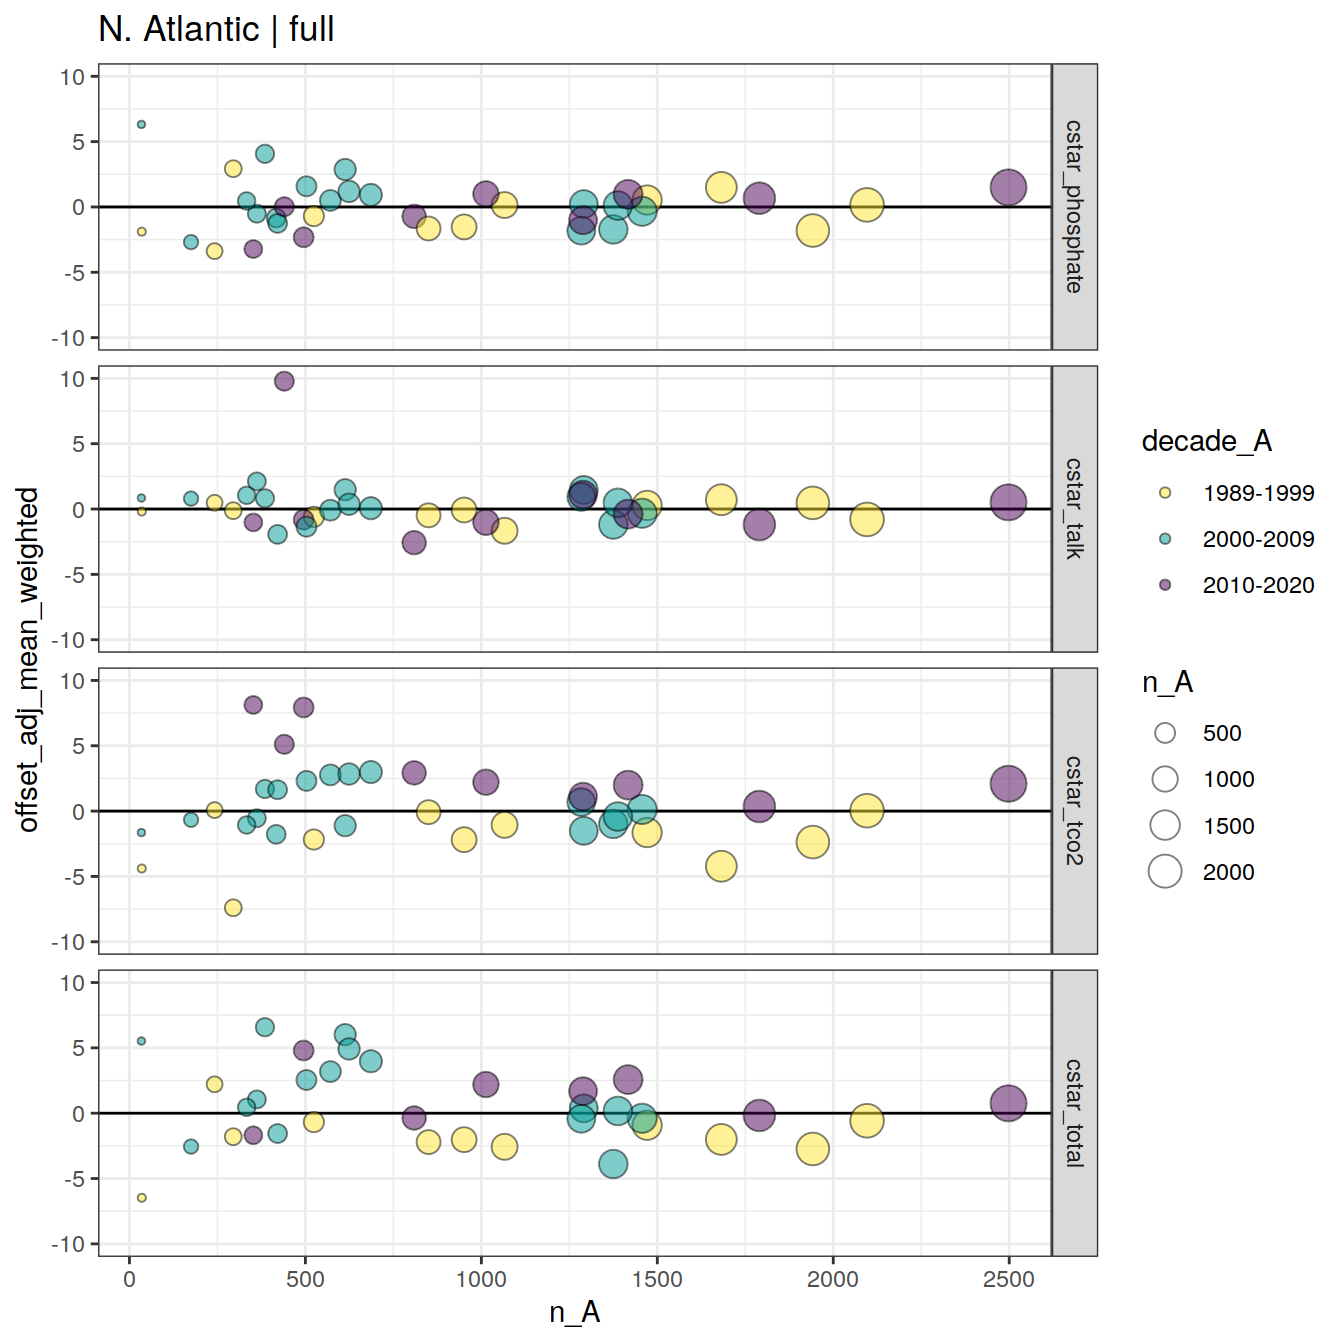 N. Atlantic | full
offset_adj_mean_weighted
10
5
0
-5
-10
cstar_phosphate
10
5
0
-5
-10
cstar_talk
10
5
0
-5
-10
cstar_tco2
10
5
0
-5
-10
cstar_total
0 500 1000 1500 2000 2500
n_A
decade_A
1989-1999
2000-2009
2010-2020
n_A
500
1000
1500
2000